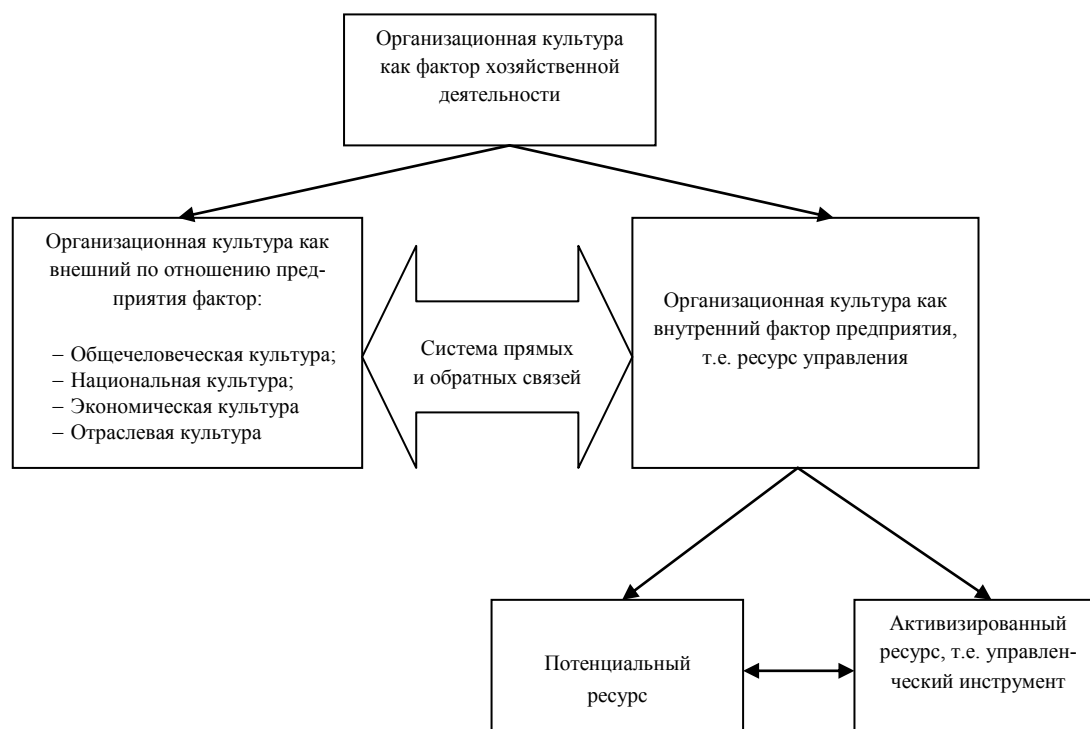 Организационная культура
как фактор хозяйственной
деятельности
Организационная культура как
внешний по отношению пред-
приятия фактор:
– Общечеловеческая культура;
– Национальная культура;
– Экономическая культура
– Отраслевая культура
Система прямых
и обратных связей
Организационная культура как
внутренний фактор предприятия,
т.е. ресурс управления
Потенциальный
ресурс
Активизированный
ресурс, т.е. управлен-
ческий инструмент